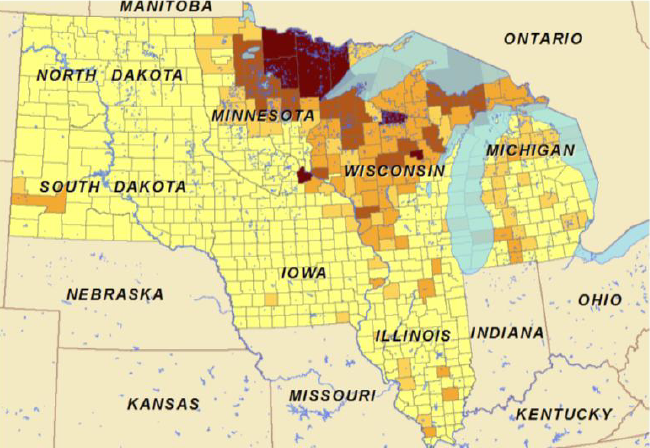 MANITOBA
ONTARIO
NORTH DAKOTA
MINNESOTA
MICHIGAN
WISCONSIN
SOUTH DAKOTA
IOWA
NEBRASKA
OHIO
ILLINOIS
INDIANA
MISSOURI
KANSAS
KENTUCKY